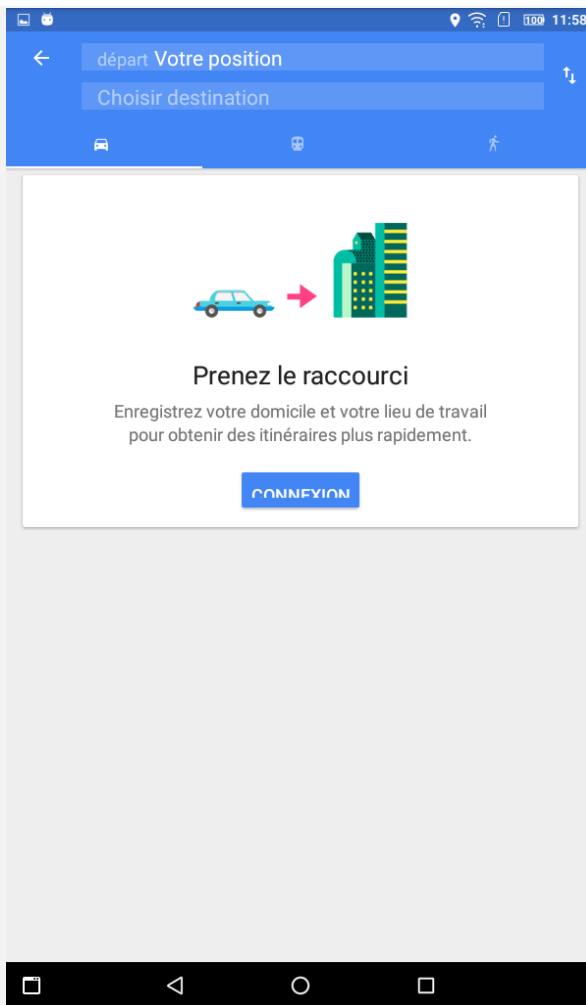 100 11:58
départ Votre position
Choisir destination
Prenez le raccourci
Enregistrez votre domicile et votre lieu de travail
pour obtenir des itinéraires plus rapidement.
CONNEXION